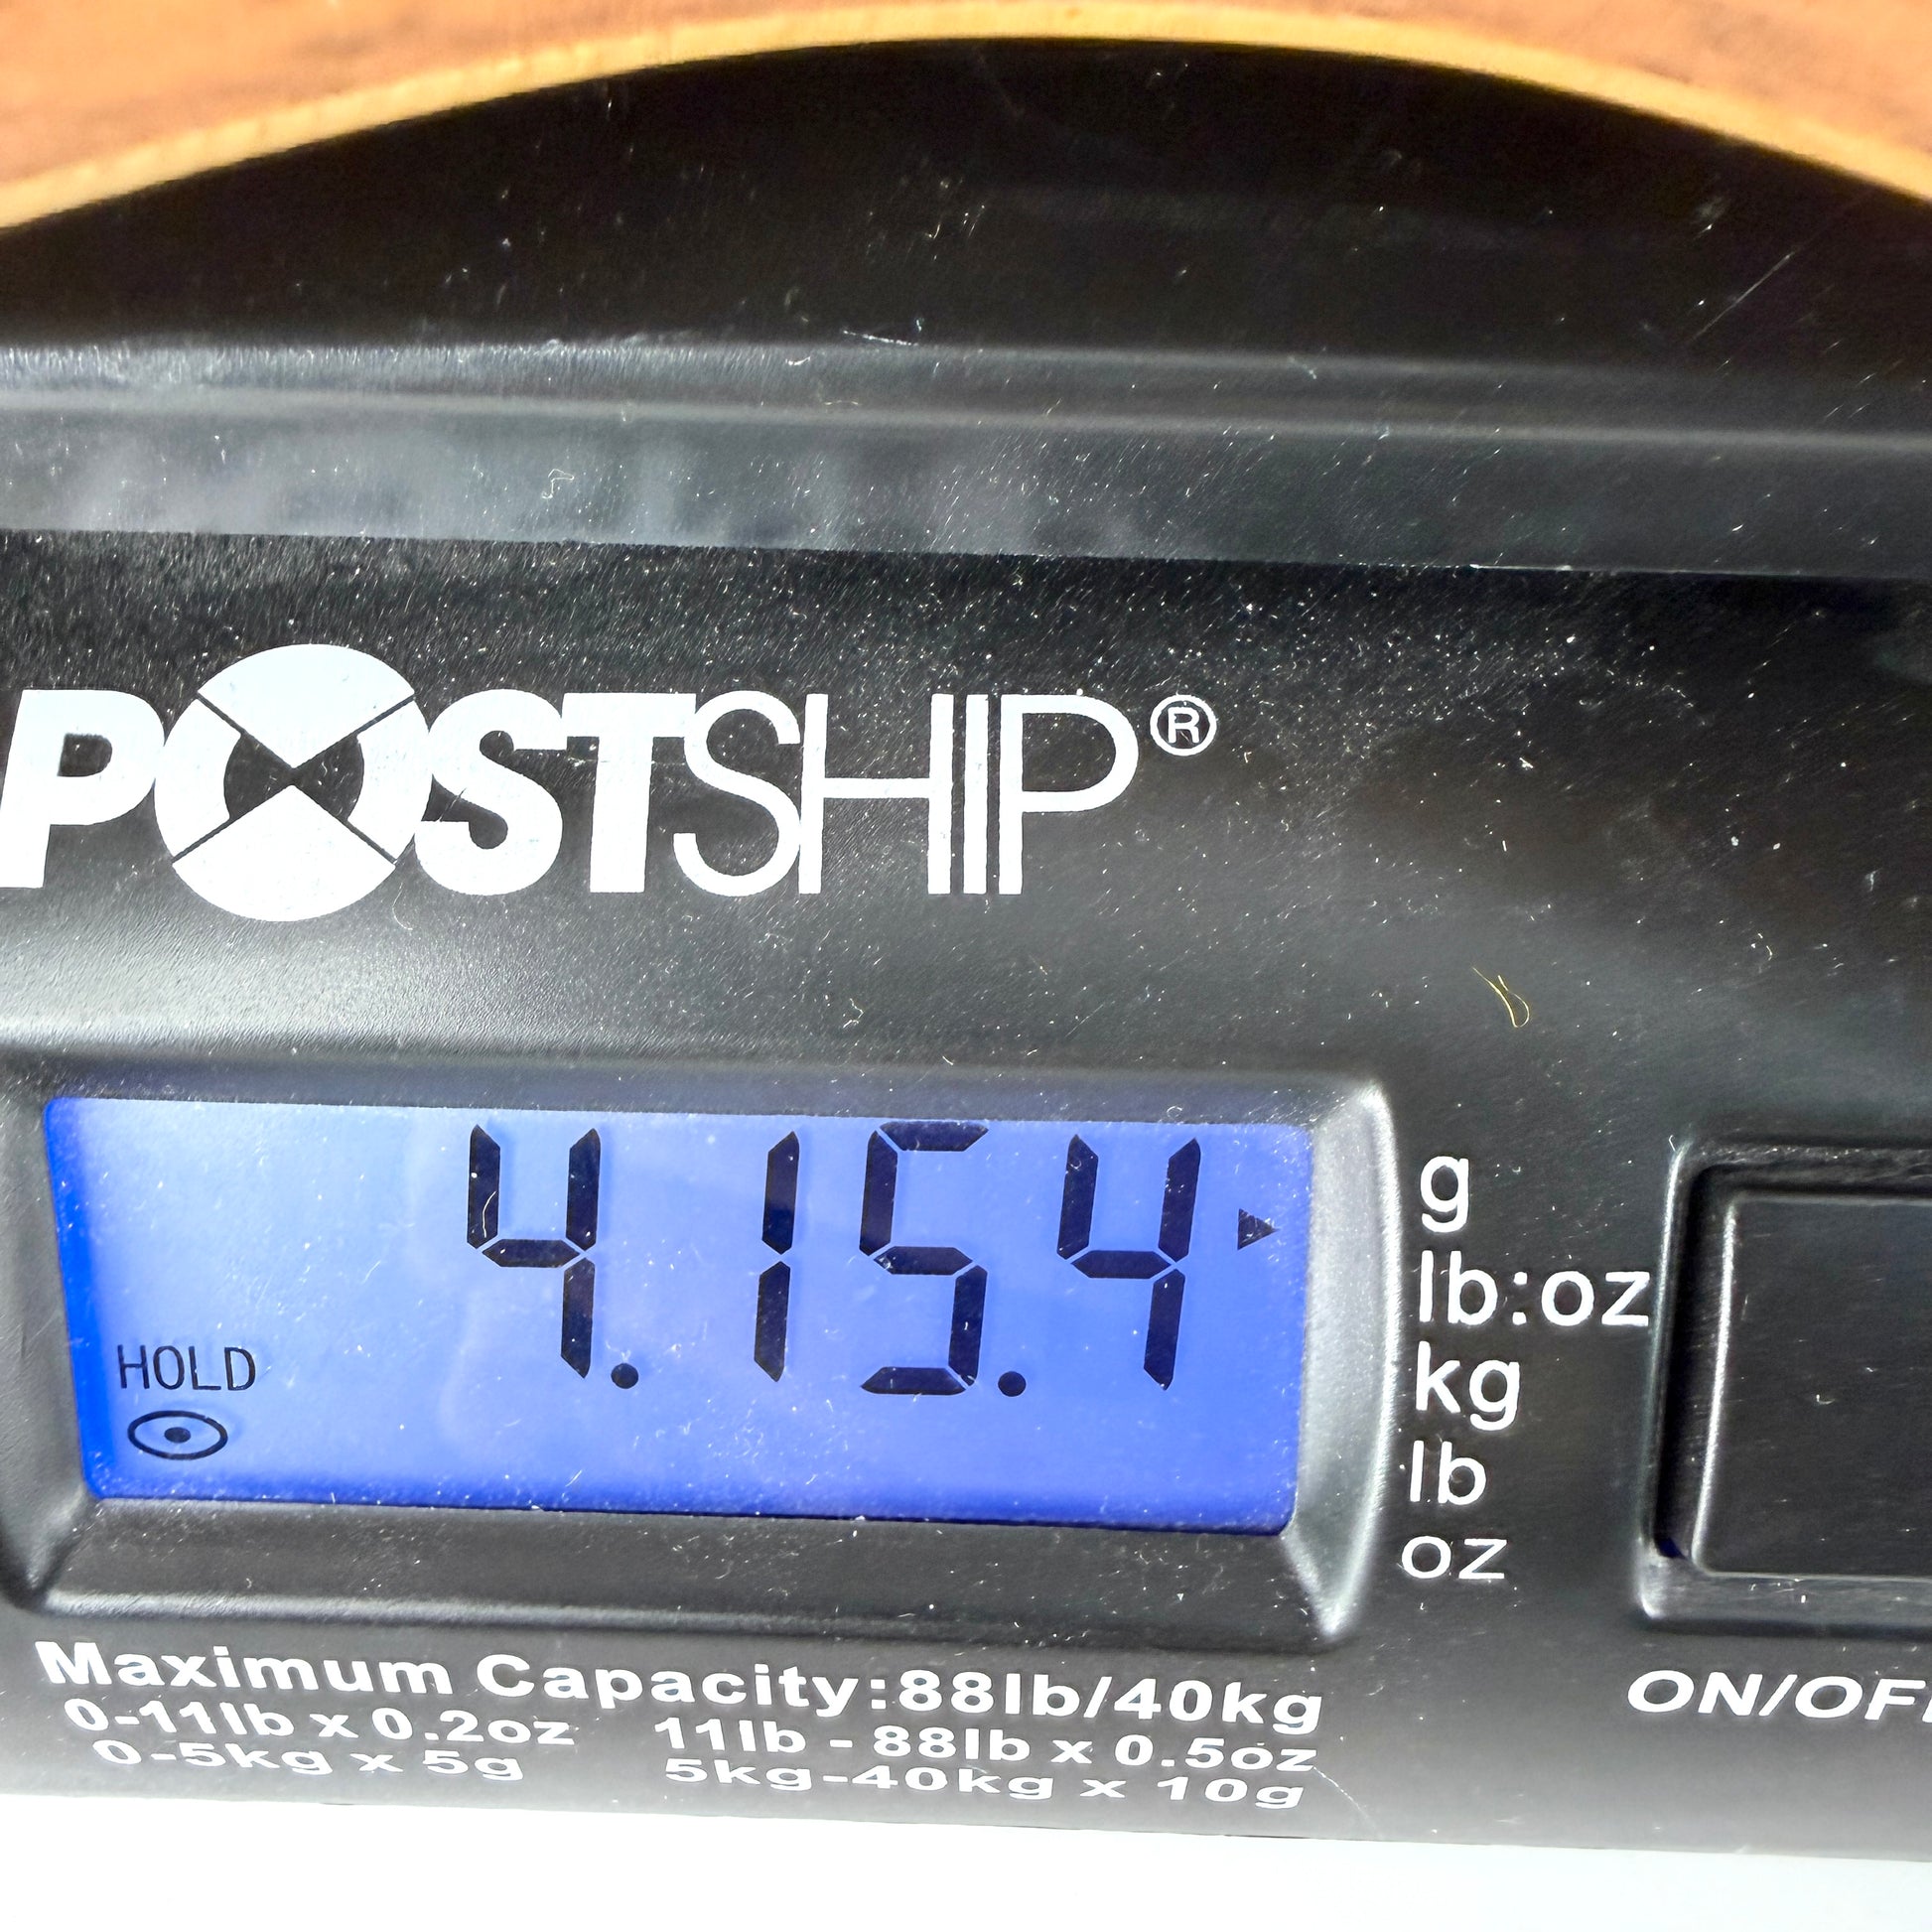 POSTSHIP®
4.15.4
HOLD
g
lb:oz
kg
lb
oz
Maximum Capacity:88lb/40kg
0-11lb x 0.2oz 11lb - 88lb x 0.5oz
0-5kg x 5g 5kg-40kg x 10g
ON/OF